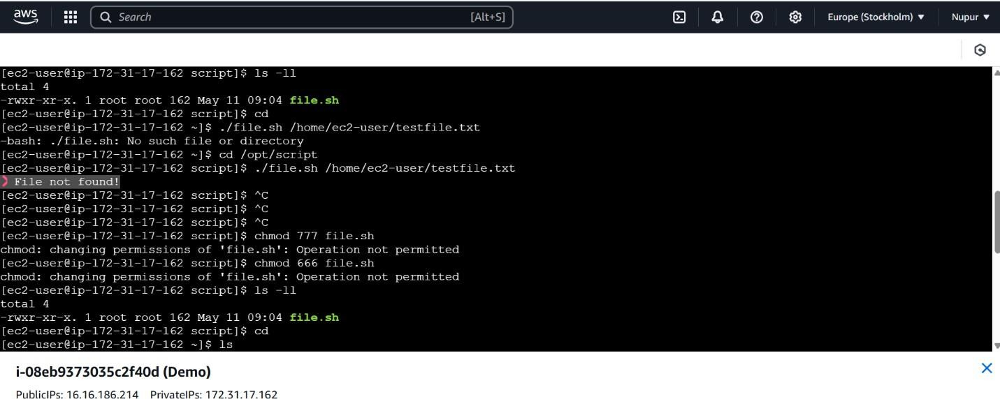 aws
Search [Alt+S] Europe (Stockholm) Nupur
[ec2-user@ip-172-31-17-162 script]$ ls -ll
total 4
-rwxr-xr-x. 1 root root 162 May 11 09:04 file.sh
[ec2-user@ip-172-31-17-162 script]$ cd
[ec2-user@ip-172-31-17-162 ~]$ ./file.sh /home/ec2-user/testfile.txt
-bash: ./file.sh: No such file or directory
[ec2-user@ip-172-31-17-162 ~]$ cd /opt/script
[ec2-user@ip-172-31-17-162 script]$ ./file.sh /home/ec2-user/testfile.txt
File not found!
[ec2-user@ip-172-31-17-162 script]$ ^C
[ec2-user@ip-172-31-17-162 script]$ ^C
[ec2-user@ip-172-31-17-162 script]$ ^C
[ec2-user@ip-172-31-17-162 script]$ chmod 777 file.sh
chmod: changing permissions of 'file.sh': Operation not permitted
[ec2-user@ip-172-31-17-162 script]$ chmod 666 file.sh
chmod: changing permissions of 'file.sh': Operation not permitted
[ec2-user@ip-172-31-17-162 script]$ ls -ll
total 4
-rwxr-xr-x. 1 root root 162 May 11 09:04 file.sh
[ec2-user@ip-172-31-17-162 script]$ cd
[ec2-user@ip-172-31-17-162 ~]$ ls
i-08eb9373035c2f40d (Demo)
PublicIPs: 16.16.186.214 PrivateIPs: 172.31.17.162